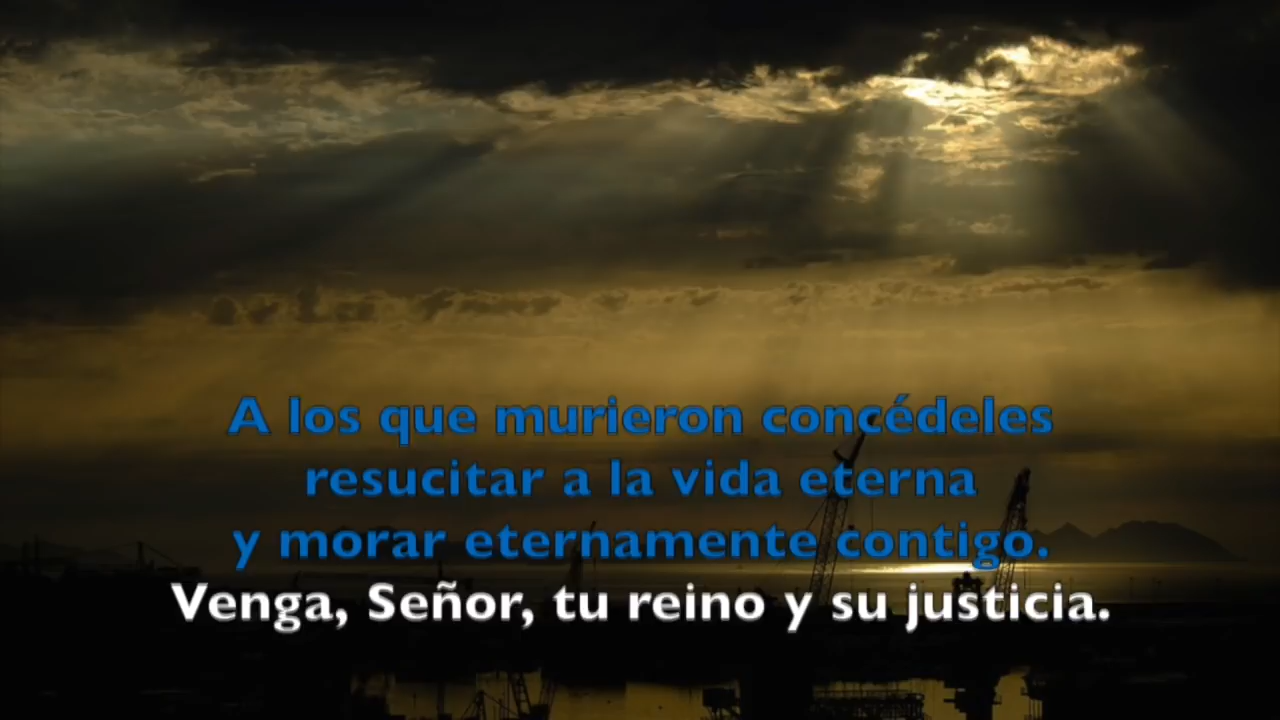 A los que murieron concédeles
resucitar a la vida eterna
y morar eternamente contigo.
Venga, Señor, tu reino y su justicia.